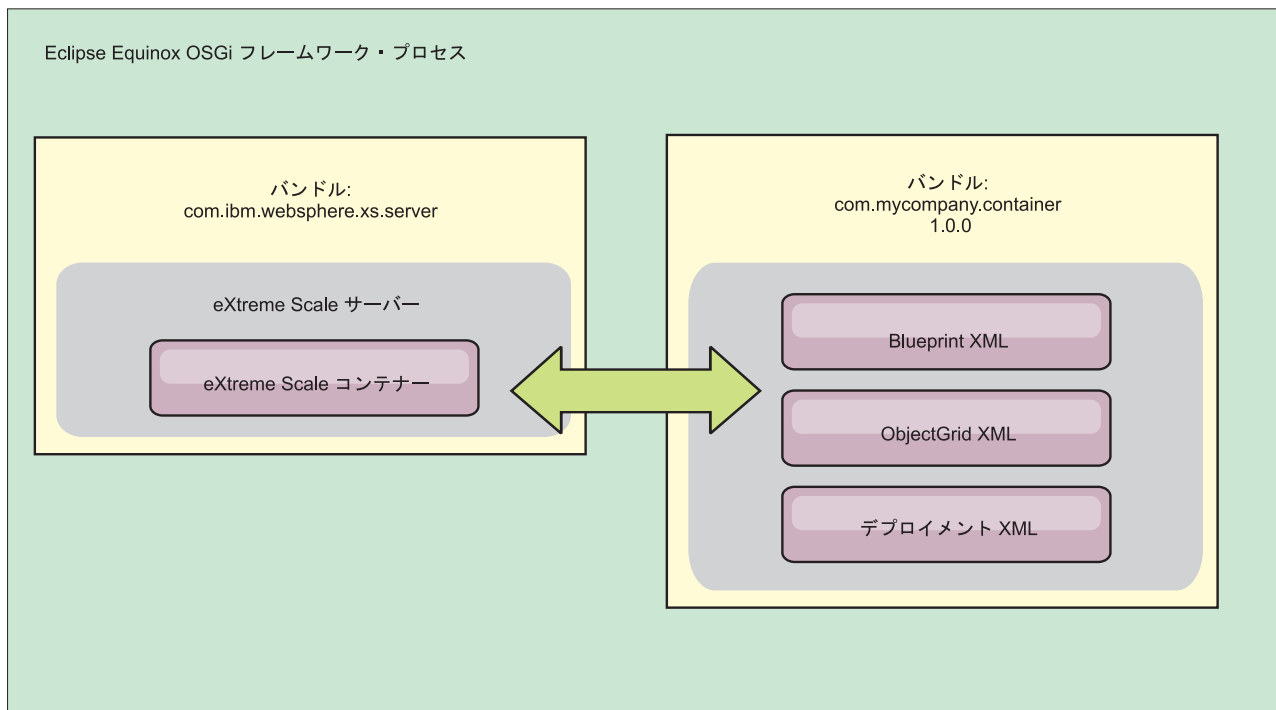 Eclipse Equinox OSGi フレームワーク・プロセス
バンドル:
com.ibm.websphere.xs.server
eXtreme Scale サーバー
eXtreme Scale コンテナー
バンドル:
com.mycompany.container
1.0.0
Blueprint XML
ObjectGrid XML
デプロイメント XML